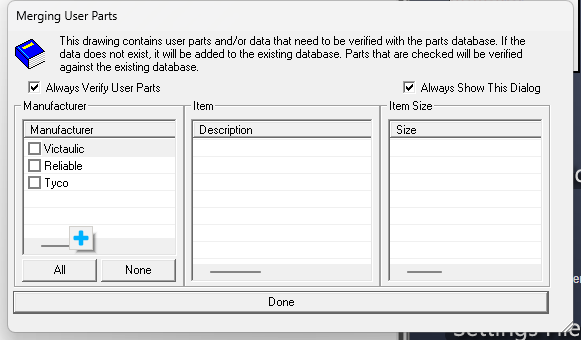 Merging User Parts
This drawing contains user parts and/or data that need to be verified with the parts database. If the
data does not exist, it will be added to the existing database. Parts that are checked will be verified
against the existing database.
Always Verify User Parts
Always Show This Dialog
Manufacturer
Item
Item Size
Manufacturer
Description
Size
Victaulic
Reliable
Tyco
All
None
Done